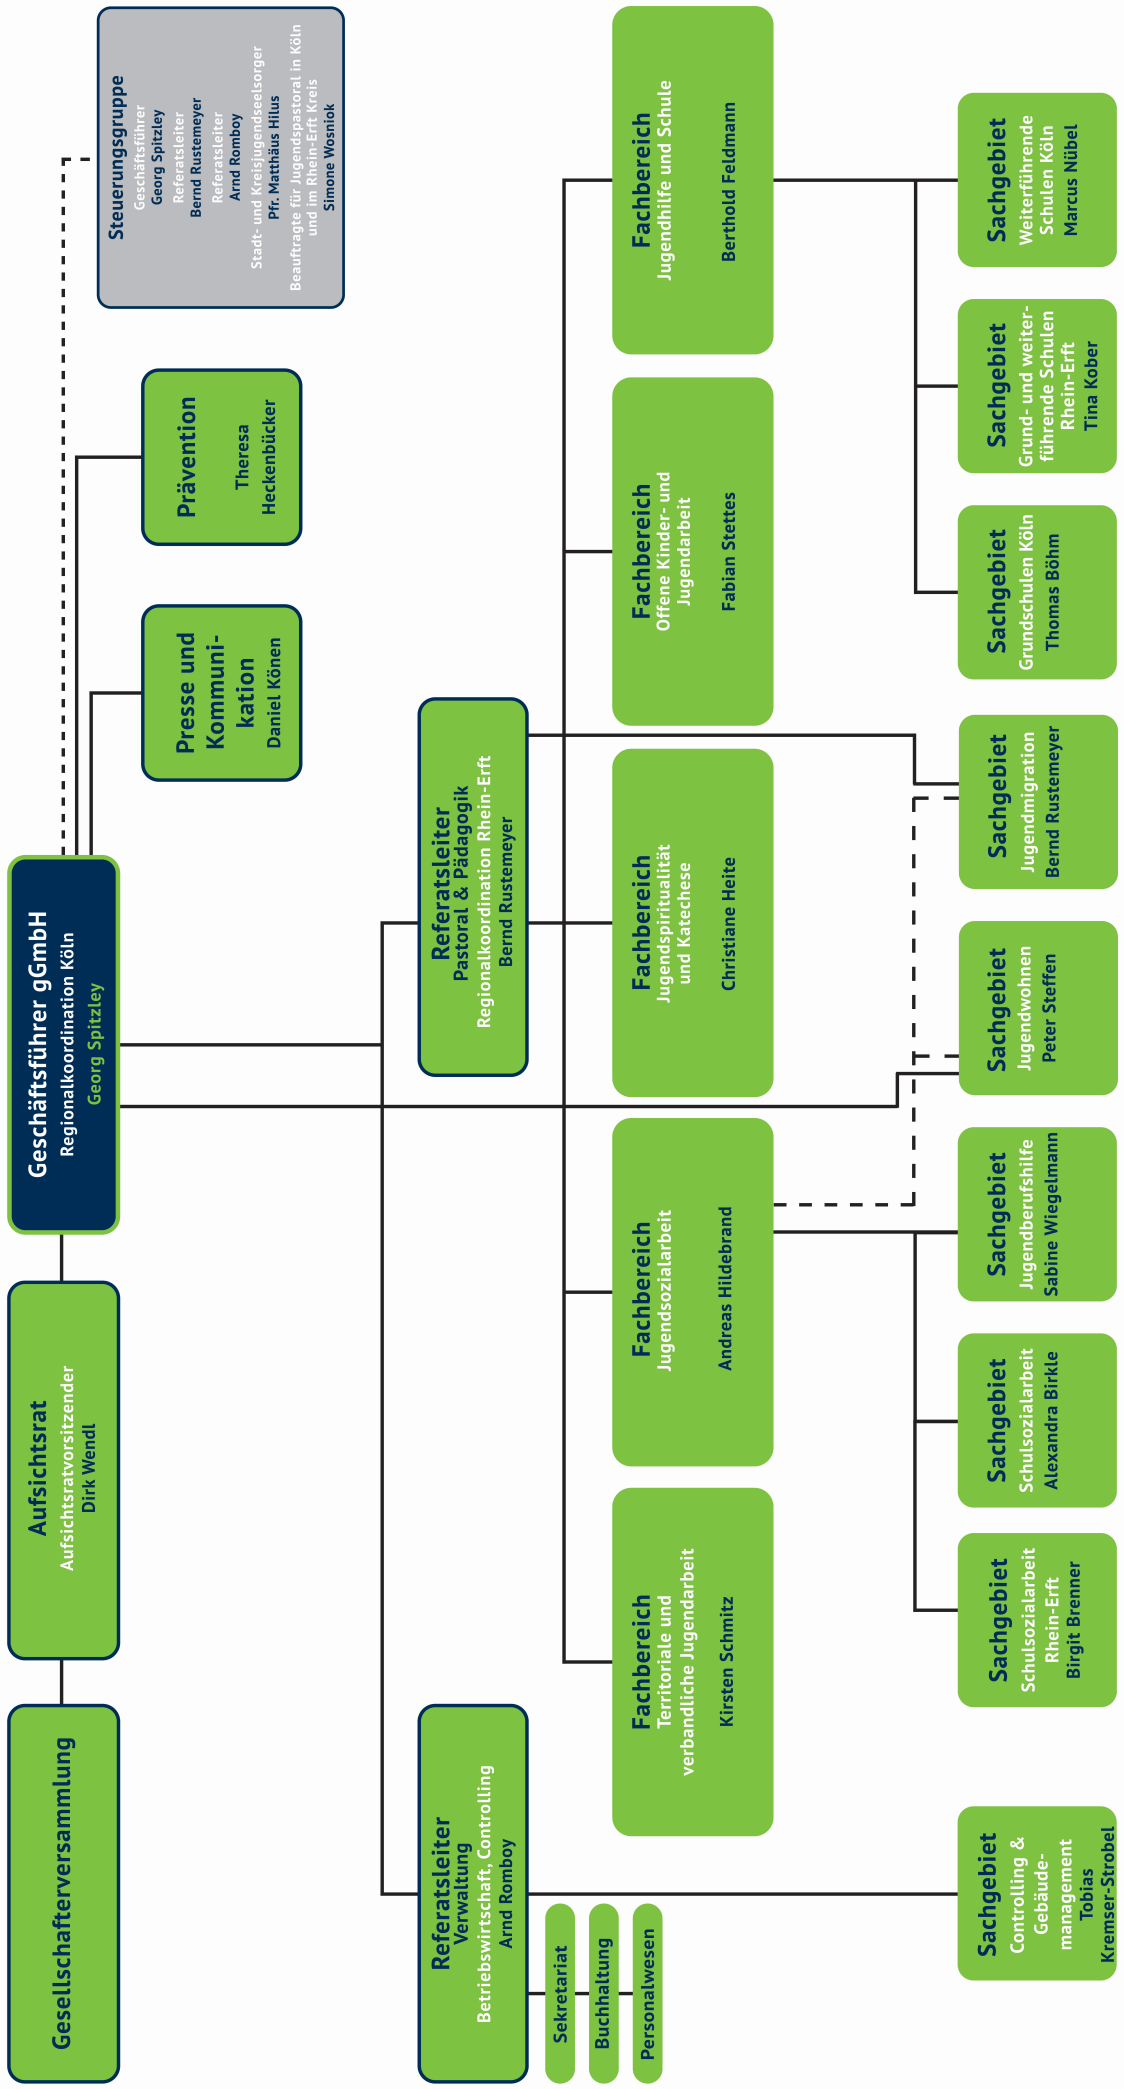 Gesellschafterversammlung
Aufsichtsrat
Aufsichtsratvorsitzender
Dirk Wendl
Geschäftsführer gGmbH
Regionalkoordination Köln
Georg Spitzley
Presse und
Kommuni-
kation
Daniel Könen
Prävention
Theresa
Heckenbücker
Steuerungsgruppe
Geschäftsführer
Georg Spitzley
Referatsleiter
Bernd Rustemeyer
Referatsleiter
Arnd Romboy
Stadt- und Kreisjugendseelsorger
Pfr. Matthäus Hilus
Beauftragte für Jugendspastoral in Köln
und im Rhein-Erft Kreis
Simone Wosniok
Referatsleiter
Verwaltung
Betriebswirtschaft, Controlling
Arnd Romboy
Referatsleiter
Pastoral & Pädagogik
Regionalkoordination Rhein-Erft
Bernd Rustemeyer
Sekretariat
Buchhaltung
Personalwesen
Fachbereich
Territoriale und
verbandliche Jugendarbeit
Kirsten Schmitz
Fachbereich
Jugendsozialarbeit
Andreas Hildebrand
Fachbereich
Jugendspiritualität
und Katechese
Christiane Heite
Fachbereich
Offene Kinder- und
Jugendarbeit
Fabian Stettes
Fachbereich
Jugendhilfe und Schule
Berthold Feldmann
Sachgebiet
Controlling &
Gebäude-
management
Tobias
Kremser-Strobel
Sachgebiet
Schulsozialarbeit
Rhein-Erft
Birgit Brenner
Sachgebiet
Schulsozialarbeit
Alexandra Birkle
Sachgebiet
Jugendberufshilfe
Sabine Wiegelmann
Sachgebiet
Jugendwohnen
Peter Steffen
Sachgebiet
Jugendmigration
Bernd Rustemeyer
Sachgebiet
Grundschulen Köln
Thomas Böhm
Sachgebiet
Grund- und weiter-
führende Schulen
Rhein-Erft
Tina Kober
Sachgebiet
Weiterführende
Schulen Köln
Marcus Nübel